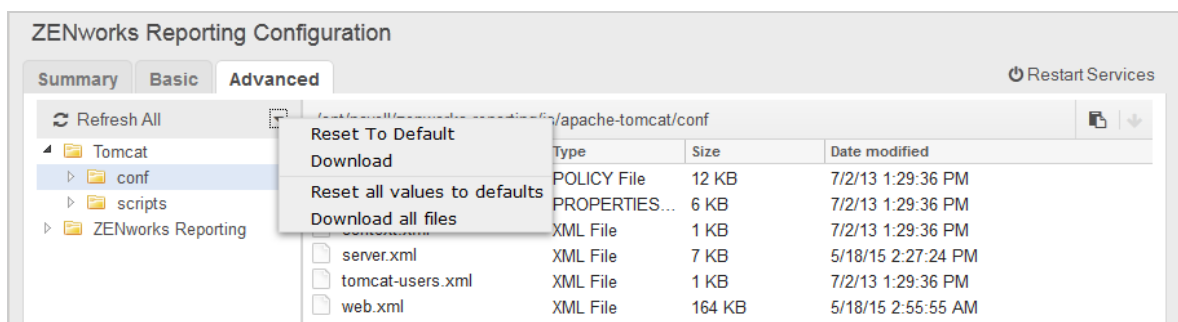 ZENworks Reporting Configuration
Summary Basic Advanced Restart Services
Refresh All /apache-tomcat/conf
Reset To Default
Download
Reset all values to defaults
Download all files
Tomcat
conf
scripts
ZENworks Reporting
Type Size Date modified
POLICY File 12 KB 7/2/13 1:29:36 PM
PROPERTIES... 6 KB 7/2/13 1:29:36 PM
XML File 1 KB 7/2/13 1:29:36 PM
server.xml XML File 7 KB 5/18/15 2:27:24 PM
tomcat-users.xml XML File 1 KB 7/2/13 1:29:36 PM
web.xml XML File 164 KB 5/18/15 2:55:55 AM